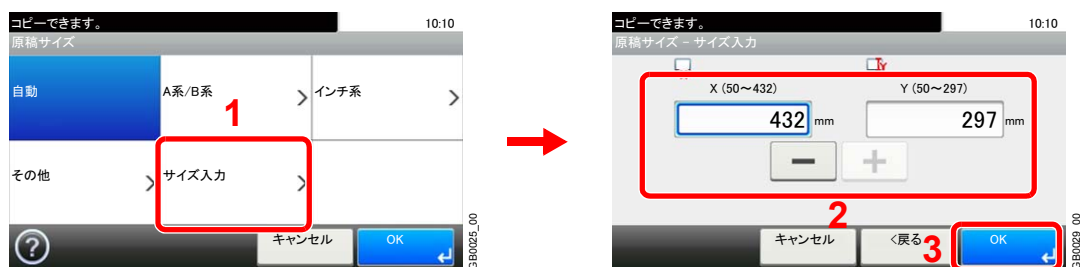 コピーできます。 10:10
原稿サイズ
自動
A系/B系
インチ系
1
その他
サイズ入力
?
キャンセル
OK
GB0025_00
コピーできます。 10:10
原稿サイズ - サイズ入力
X (50～432)
Y (50～297)
432 mm
297 mm
2
キャンセル
<戻る
3
OK
GB0029_00